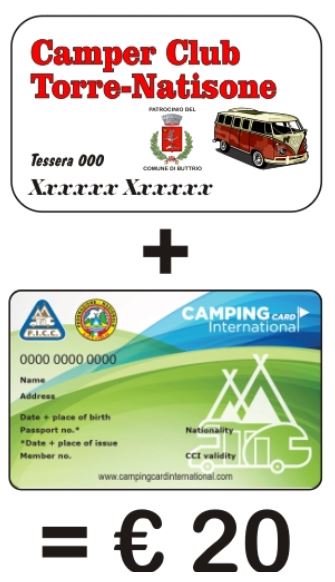 Camper Club
Torre-Natisone
PATROCINIO DEL
COMUNE DI BUTTRIO
Tessera 000
Xxxxxx Xxxxxxx
+
F.I.C.C.
CAMPING CARD
International
0000 0000 0000
Name
Address
Date + place of birth
Passport no.*
Nationality
*Date + place of issue
Member no.
CCI validity
www.campingcardinternational.com
= € 20